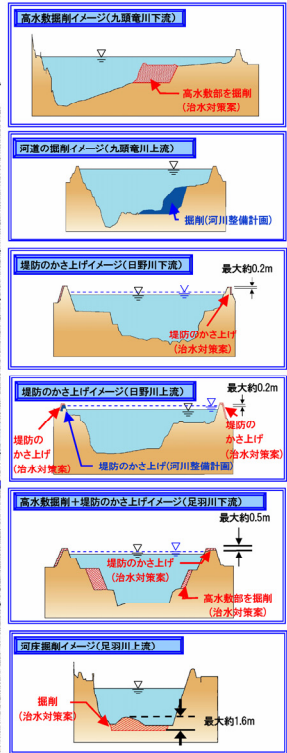 高水敷掘削イメージ(九頭竜川下流)
高水敷部を掘削
(治水対策案)
河道の掘削イメージ(九頭竜川上流)
掘削(河川整備計画)
堤防のかさ上げイメージ(日野川下流)
最大約0.2m
堤防のかさ上げ
(治水対策案)
堤防のかさ上げイメージ(日野川上流)
最大約0.2m
堤防の
かさ上げ
(治水対策案)
堤防のかさ上げ(河川整備計画)
堤防の
かさ上げ
(治水対策案)
高水敷掘削+堤防のかさ上げイメージ(足羽川下流)
最大約0.5m
堤防のかさ上げ
(治水対策案)
高水敷部を掘削
(治水対策案)
河床掘削イメージ(足羽川上流)
掘削
(治水対策案)
最大約1.6m